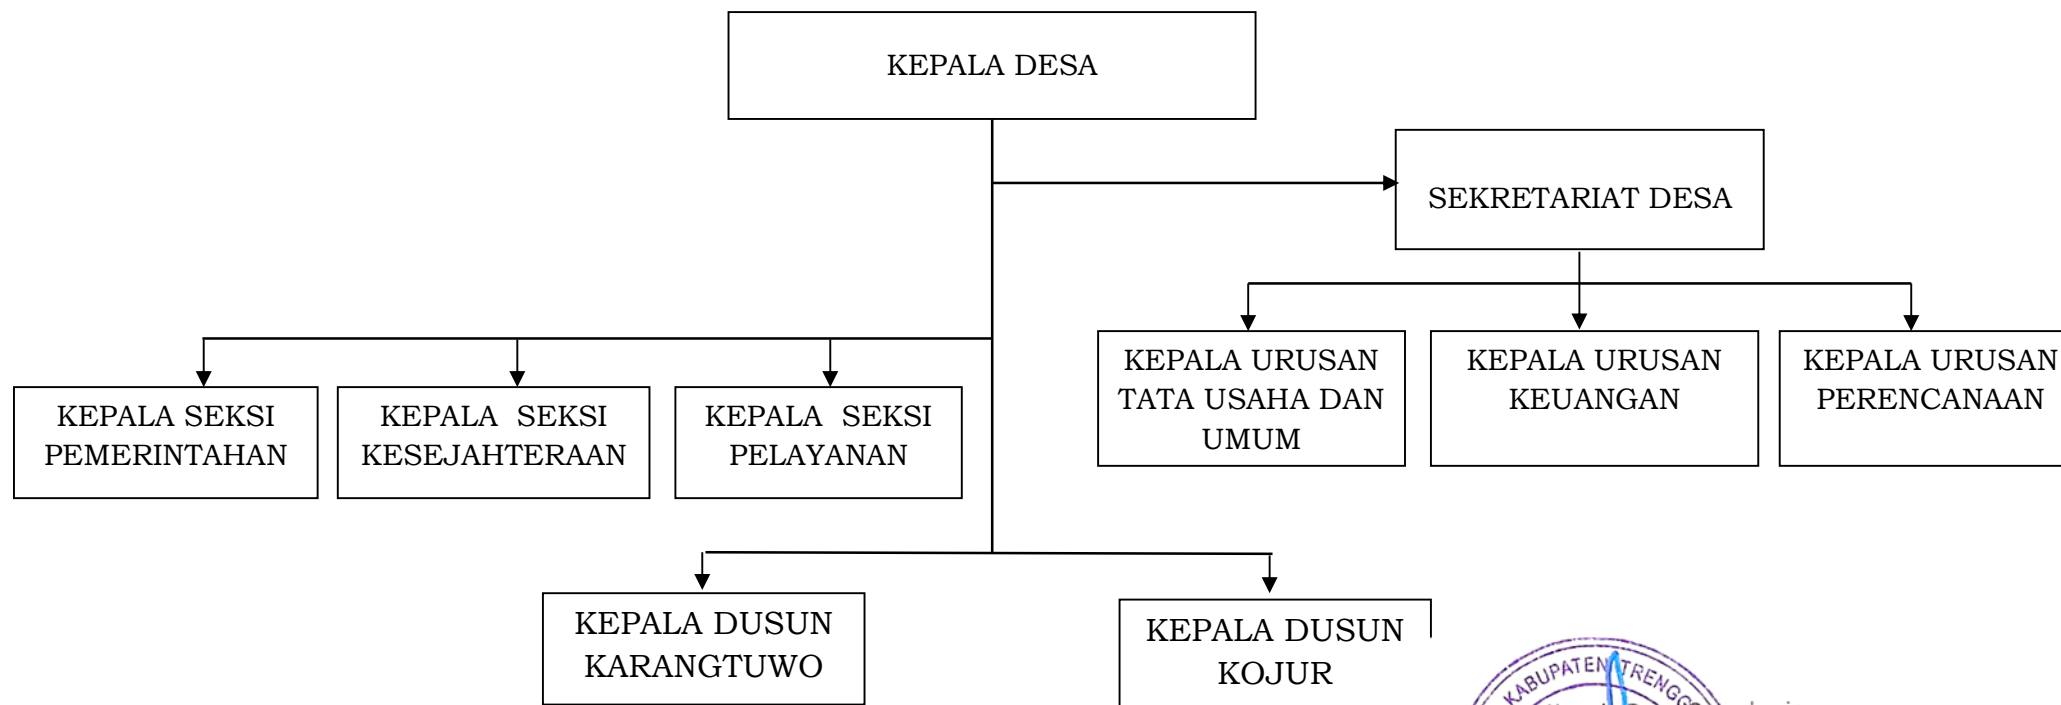 KEPALA DESA
SEKRETARIAT DESA
KEPALA URUSAN
TATA USAHA DAN
UMUM
KEPALA URUSAN
KEUANGAN
KEPALA URUSAN
PERENCANAAN
KEPALA SEKSI
PEMERINTAHAN
KEPALA  SEKSI
KESEJAHTERAAN
KEPALA  SEKSI
PELAYANAN
KEPALA DUSUN
KARANGTUWO
KEPALA DUSUN
KOJUR
KABUPATEN